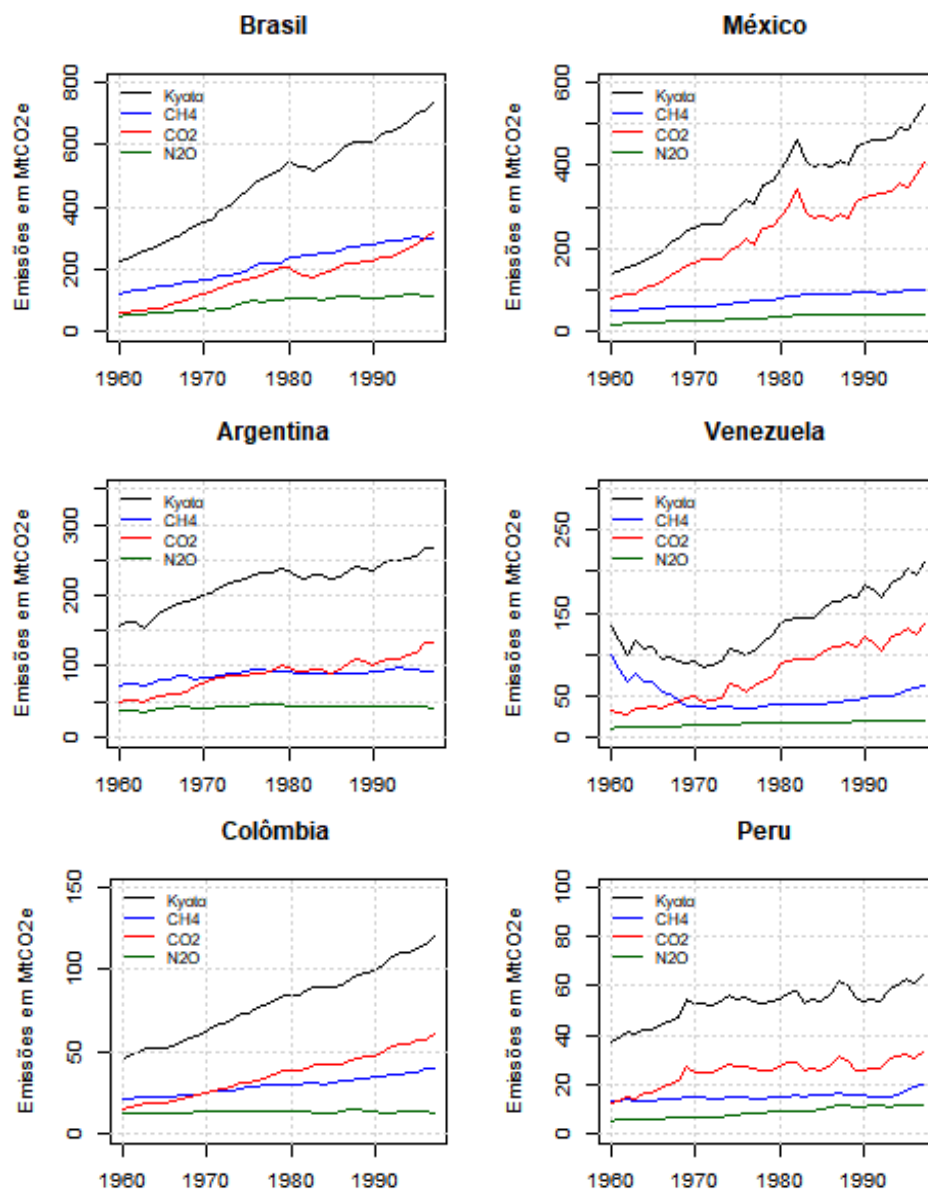 Brasil
Emissões em MtCO2e
0 200 400 600 800
Kyoto
CH4
CO2
N2O
1960 1970 1980 1990
México
Emissões em MtCO2e
0 200 400 600
Kyoto
CH4
CO2
N2O
1960 1970 1980 1990
Argentina
Emissões em MtCO2e
0 100 200 300
Kyoto
CH4
CO2
N2O
1960 1970 1980 1990
Venezuela
Emissões em MtCO2e
0 50 150 250
Kyoto
CH4
CO2
N2O
1960 1970 1980 1990
Colômbia
Emissões em MtCO2e
0 50 100 150
Kyoto
CH4
CO2
N2O
1960 1970 1980 1990
Peru
Emissões em MtCO2e
0 20 40 60 80 100
Kyoto
CH4
CO2
N2O
1960 1970 1980 1990